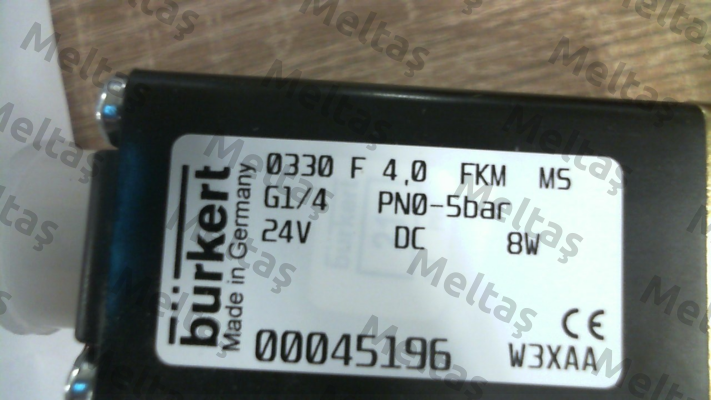 bürkert
Made in Germany
0330 F 4,0 FKM MS
G1/4 PN0-5bar
24V DC 8W
CE
00045196 W3XAA
Meltaş